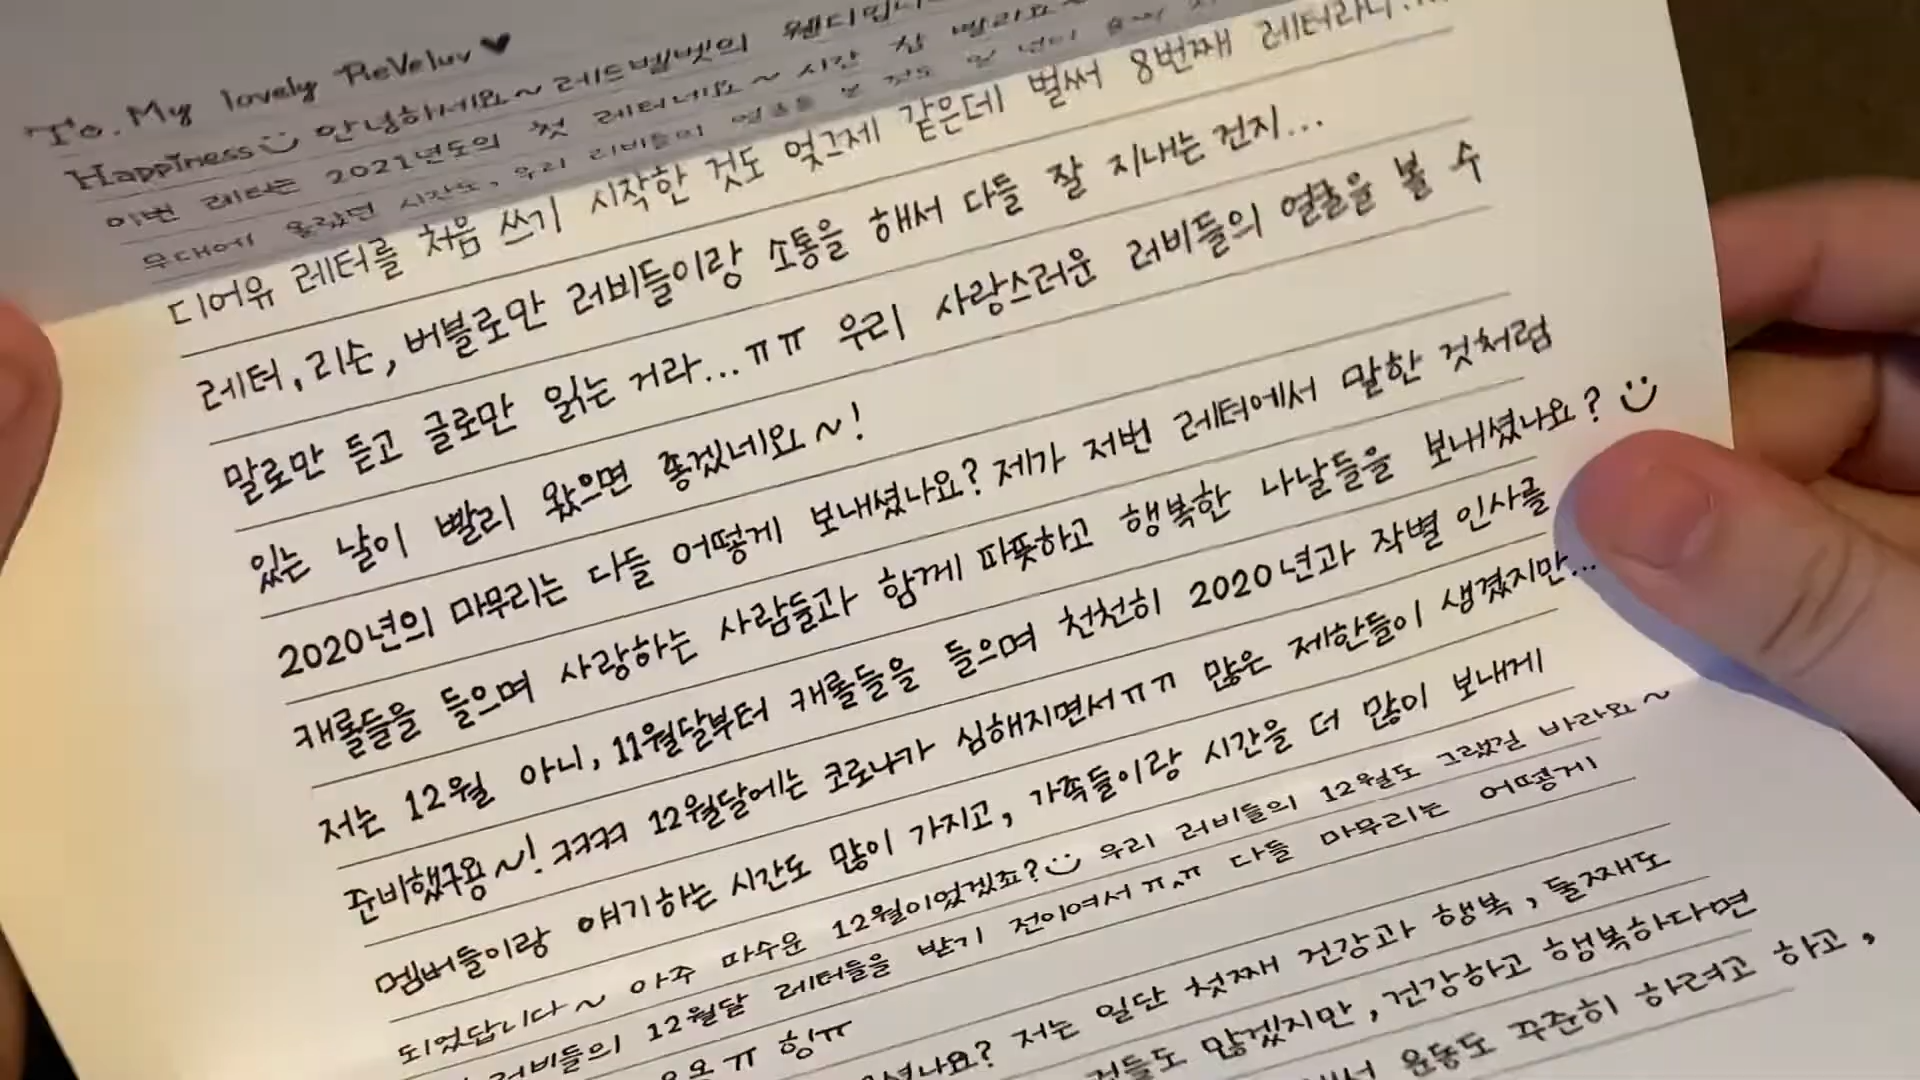 To. My lovely ReVeluv ♥
Happiness :) 안녕하세요~ 레드벨벳의 웬디입니
이번 레터는 2021년도의 첫 레터네요~ 시간 참 빨라요~
무대에 올랐던 시간도, 우리 러비들의 얼굴을 본 것도 일 년이
디어유 레터를 처음 쓰기 시작한 것도 엊그제 같은데 벌써 8번째 레터라니
레터, 리슨, 버블로만 러비들이랑 소통을 해서 다들 잘 지내는 건지...
말로만 듣고 글로만 읽는 거라...ㅠㅠ 우리 사랑스러운 러비들의 얼굴을 볼 수
있는 날이 빨리 왔으면 좋겠네요~!
2020년의 마무리는 다들 어떻게 보내셨나요? 제가 저번 레터에서 말한 것처럼
캐롤들을 들으며 사랑하는 사람들과 함께 따뜻하고 행복한 나날들을 보내셨나요? :)
저는 12월 아니, 11월달부터 캐롤들을 들으며 천천히 2020년과 작별 인사를
준비했구용~! ㅋㅋㅋ 12월달에는 코로나가 심해지면서ㅠㅠ 많은 제한들이 생겼지만...
멤버들이랑 얘기하는 시간도 많이 가지고, 가족들이랑 시간을 더 많이 보내게
되었답니다~ 아주 따수운 12월이었겠죠? :) 우리 러비들의 12월도 그랬길 바라요~
러비들의 12월달 레터들을 받기 전이여서 ㅠ^ㅠ 다들 마무리는 어떻게
ㅠ 힝ㅠ
셨나요? 저는 일단 첫째 건강과 행복, 둘째도
것들도 많겠지만, 건강하고 행복하다면
해서 운동도 꾸준히 하려고 하고,